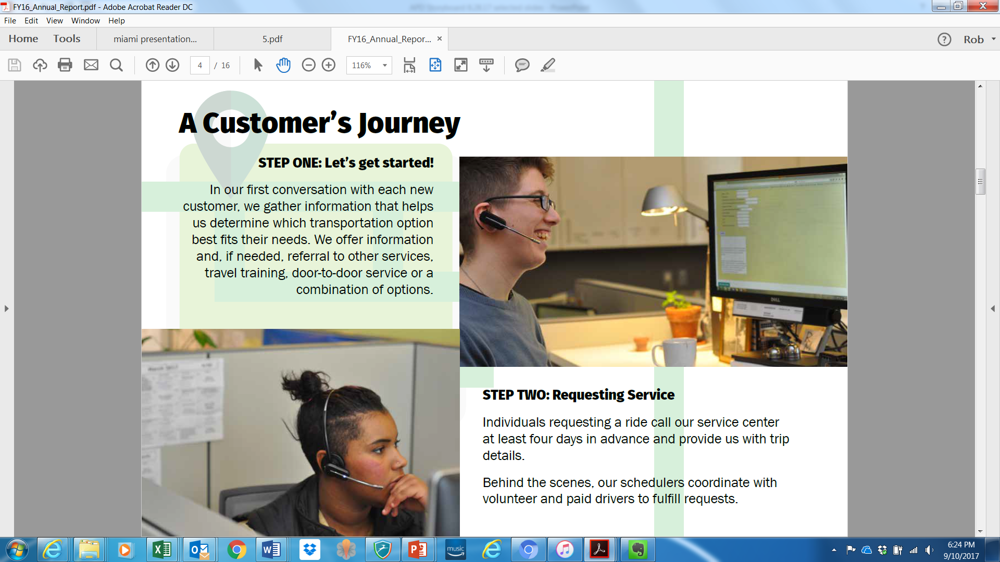 FY16_Annual_Report.pdf - Adobe Acrobat Reader DC
File Edit View Window Help
Home Tools miami presentation... 5.pdf FY16_Annual_Repor... × Rob
4 / 16 116%
A Customer's Journey
STEP ONE: Let's get started!
In our first conversation with each new
customer, we gather information that helps
us determine which transportation option
best fits their needs. We offer information
and, if needed, referral to other services,
travel training, door-to-door service or a
combination of options.
DELL
March 2017
STEP TWO: Requesting Service
Individuals requesting a ride call our service center
at least four days in advance and provide us with trip
details.
Behind the scenes, our schedulers coordinate with
volunteer and paid drivers to fulfill requests.
music
6:24 PM
9/10/2017